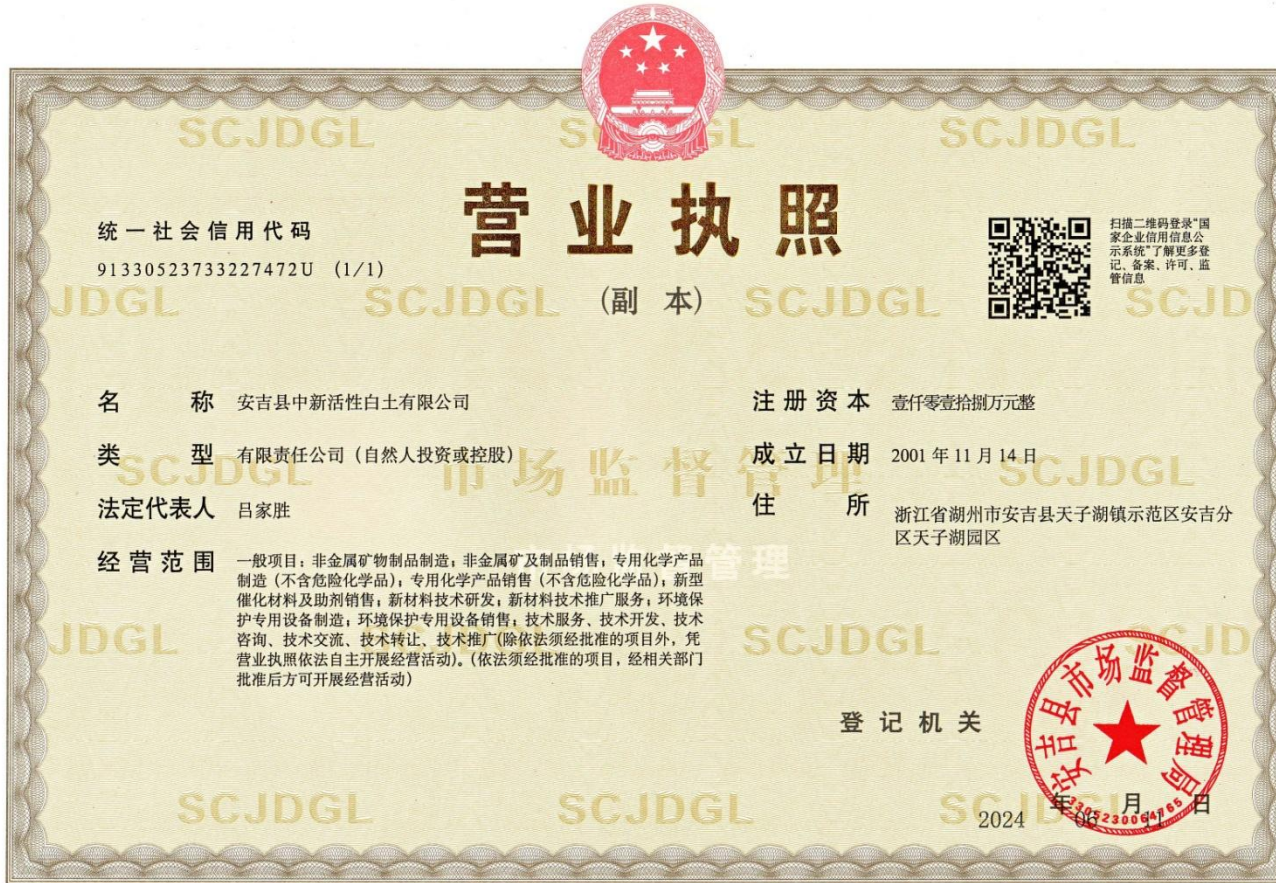 SCJDGL SCJDGL
营业执照
(副 本)
统一社会信用代码
91330523733227472U (1/1)
扫描二维码登录“国
家企业信用信息公
示系统”了解更多登
记、备案、许可、监
管信息
JDGL SCJDGL SCJDGL SCJD
名 称 安吉县中新活性白土有限公司
类 型 有限责任公司（自然人投资或控股）
法定代表人 吕家胜
经营范围 一般项目：非金属矿物制品制造；非金属矿及制品销售；专用化学产品
制造（不含危险化学品）；专用化学产品销售（不含危险化学品）；新型
催化材料及助剂销售；新材料技术研发；新材料技术推广服务；环境保
护专用设备制造；环境保护专用设备销售；技术服务、技术开发、技术
咨询、技术交流、技术转让、技术推广(除依法须经批准的项目外，凭
营业执照依法自主开展经营活动)。(依法须经批准的项目，经相关部门
批准后方可开展经营活动)
注册资本 壹仟零壹拾捌万元整
成立日期 2001年11月14日
住 所 浙江省湖州市安吉县天子湖镇示范区安吉分
区天子湖园区
SCJDGL 市场监督管理 SCJDGL
SCJDGL
登记机关
安吉县市场监督管理局
2024年06月11日
SCJDGL SCJDGL